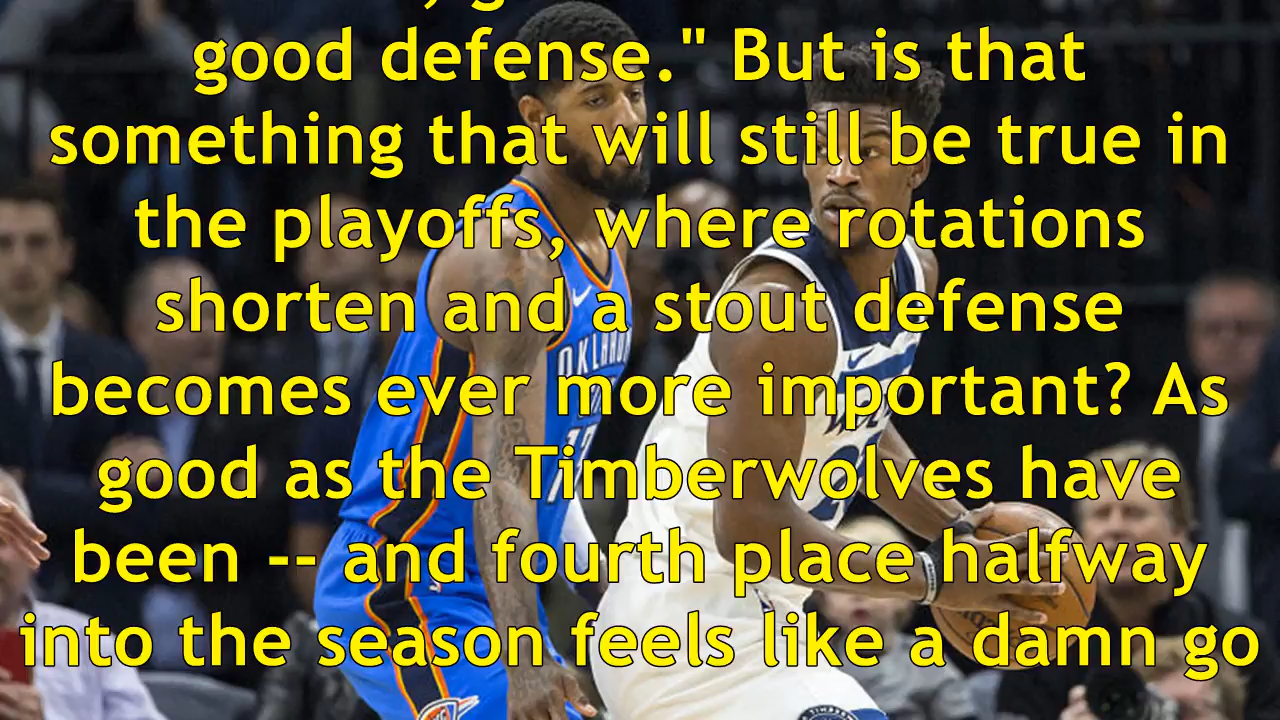 good defense." But is that
something that will still be true in
the playoffs, where rotations
shorten and a stout defense
becomes ever more important? As
good as the Timberwolves have
been -- and fourth place halfway
into the season feels like a damn go